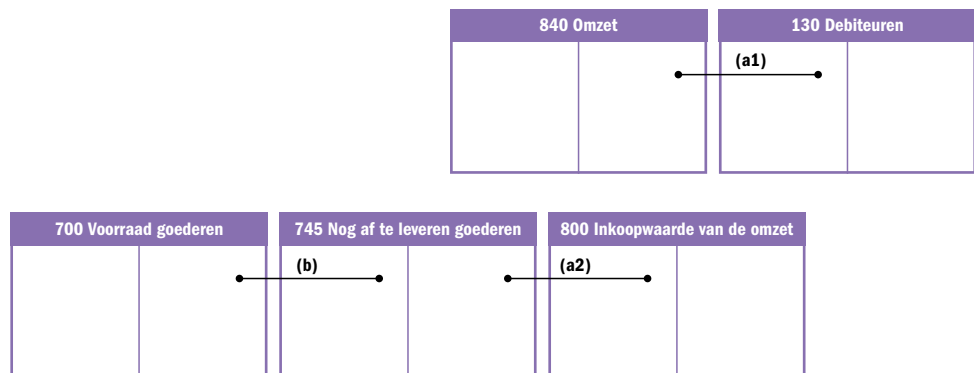 840 Omzet 130 Debiteuren
(a1)
700 Voorraad goederen 745 Nog af te leveren goederen 800 Inkoopwaarde van de omzet
(b) (a2)